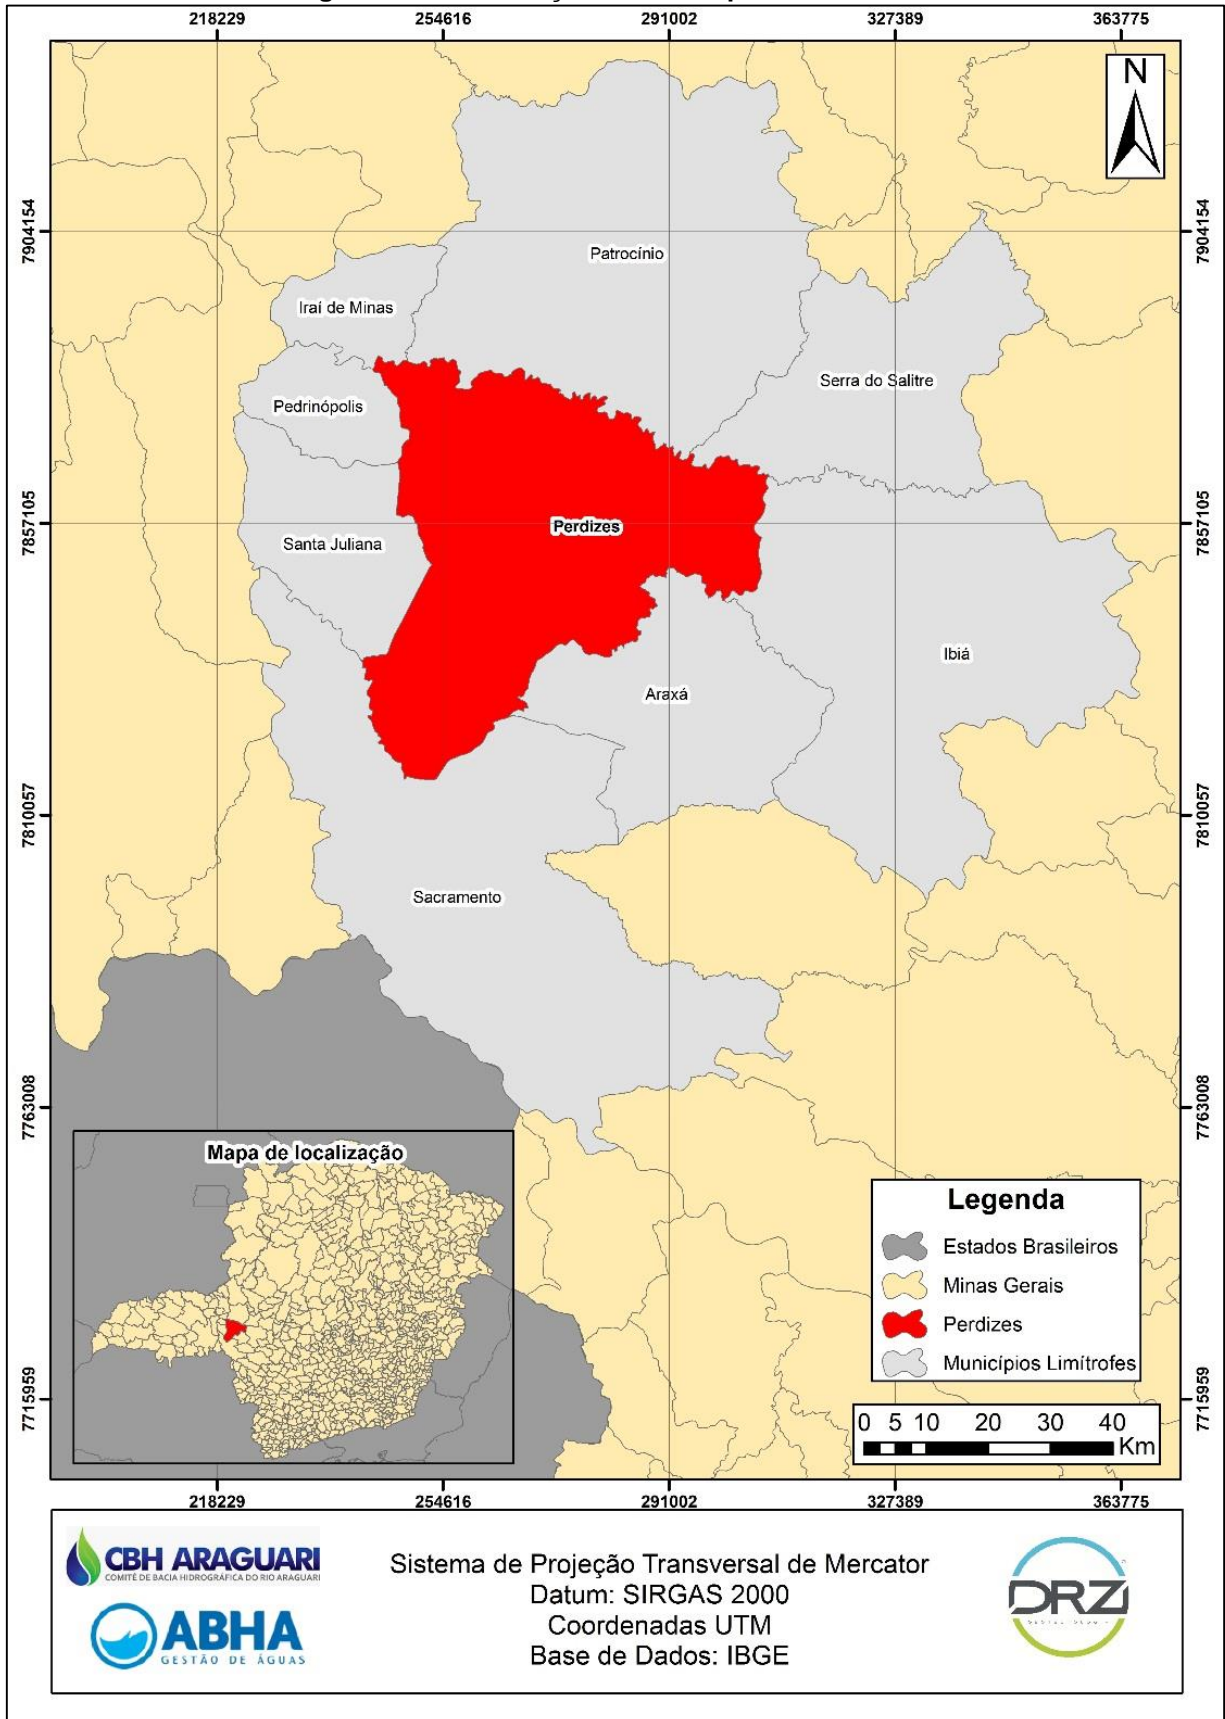 218229 254616 291002 327389 363775
N
7904154
7904154
Patrocínio
Iraí de Minas
Serra do Salitre
Pedrinópolis
7857105
Perdizes
7857105
Santa Juliana
Ibiá
Araxá
7810057
7810057
Sacramento
7763008
7763008
Mapa de localização
Legenda
Estados Brasileiros
Minas Gerais
Perdizes
Municípios Limítrofes
7715959
7715959
0 5 10 20 30 40
Km
218229 254616 291002 327389 363775
CBH ARAGUARI
COMITÊ DE BACIA HIDROGRÁFICA DO RIO ARAGUARI
ABHA
GESTÃO DE ÁGUAS
Sistema de Projeção Transversal de Mercator
Datum: SIRGAS 2000
Coordenadas UTM
Base de Dados: IBGE
DRZ